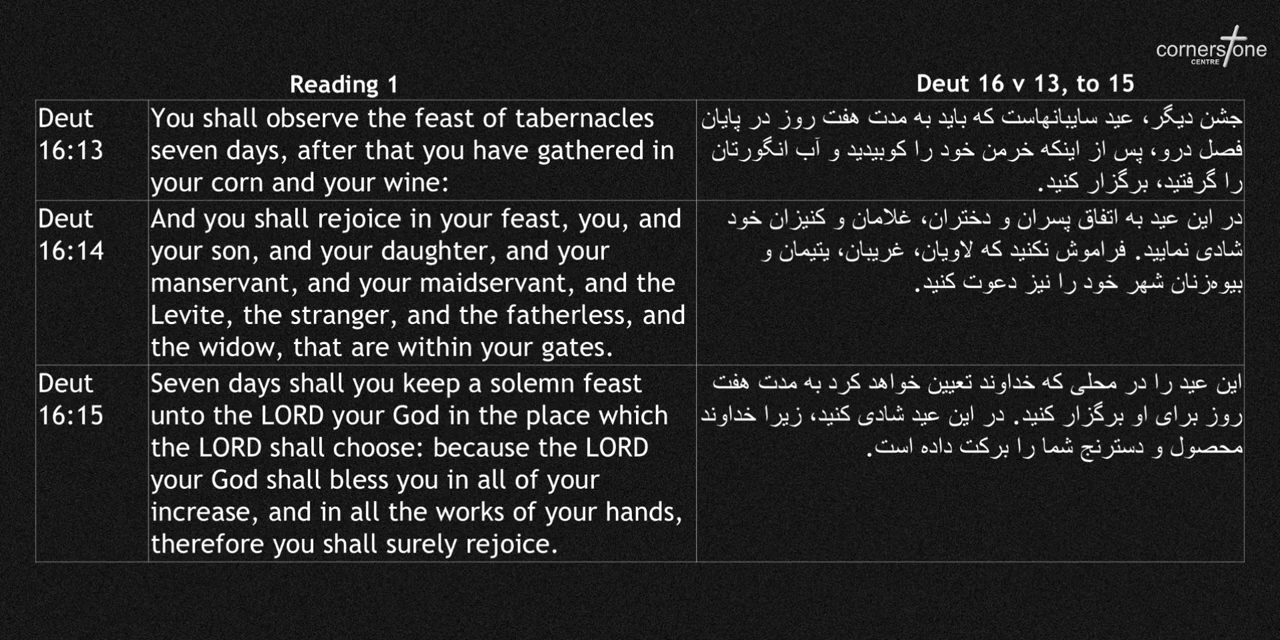 cornerstone
CENTRE
Reading 1
Deut 16 v 13, to 15
Deut
16:13
You shall observe the feast of tabernacles
seven days, after that you have gathered in
your corn and your wine:
جشن دیگر، عید سایبانهاست که باید به مدت هفت روز در پایان
فصل درو، پس از اینکه خرمن خود را کوبیدید و آب انگورتان
را گرفتید، برگزار کنید.
Deut
16:14
And you shall rejoice in your feast, you, and
your son, and your daughter, and your
manservant, and your maidservant, and the
Levite, the stranger, and the fatherless, and
the widow, that are within your gates.
در این عید به اتفاق پسران و دختران، غلامان و کنیزان خود
شادی نمایید. فراموش نکنید که لاویان، غریبان، یتیمان و
بیوه‌زنان شهر خود را نیز دعوت کنید.
Deut
16:15
Seven days shall you keep a solemn feast
unto the LORD your God in the place which
the LORD shall choose: because the LORD
your God shall bless you in all of your
increase, and in all the works of your hands,
therefore you shall surely rejoice.
این عید را در محلی که خداوند تعیین خواهد کرد به مدت هفت
روز برای او برگزار کنید. در این عید شادی کنید، زیرا خداوند
محصول و دسترنج شما را برکت داده است.